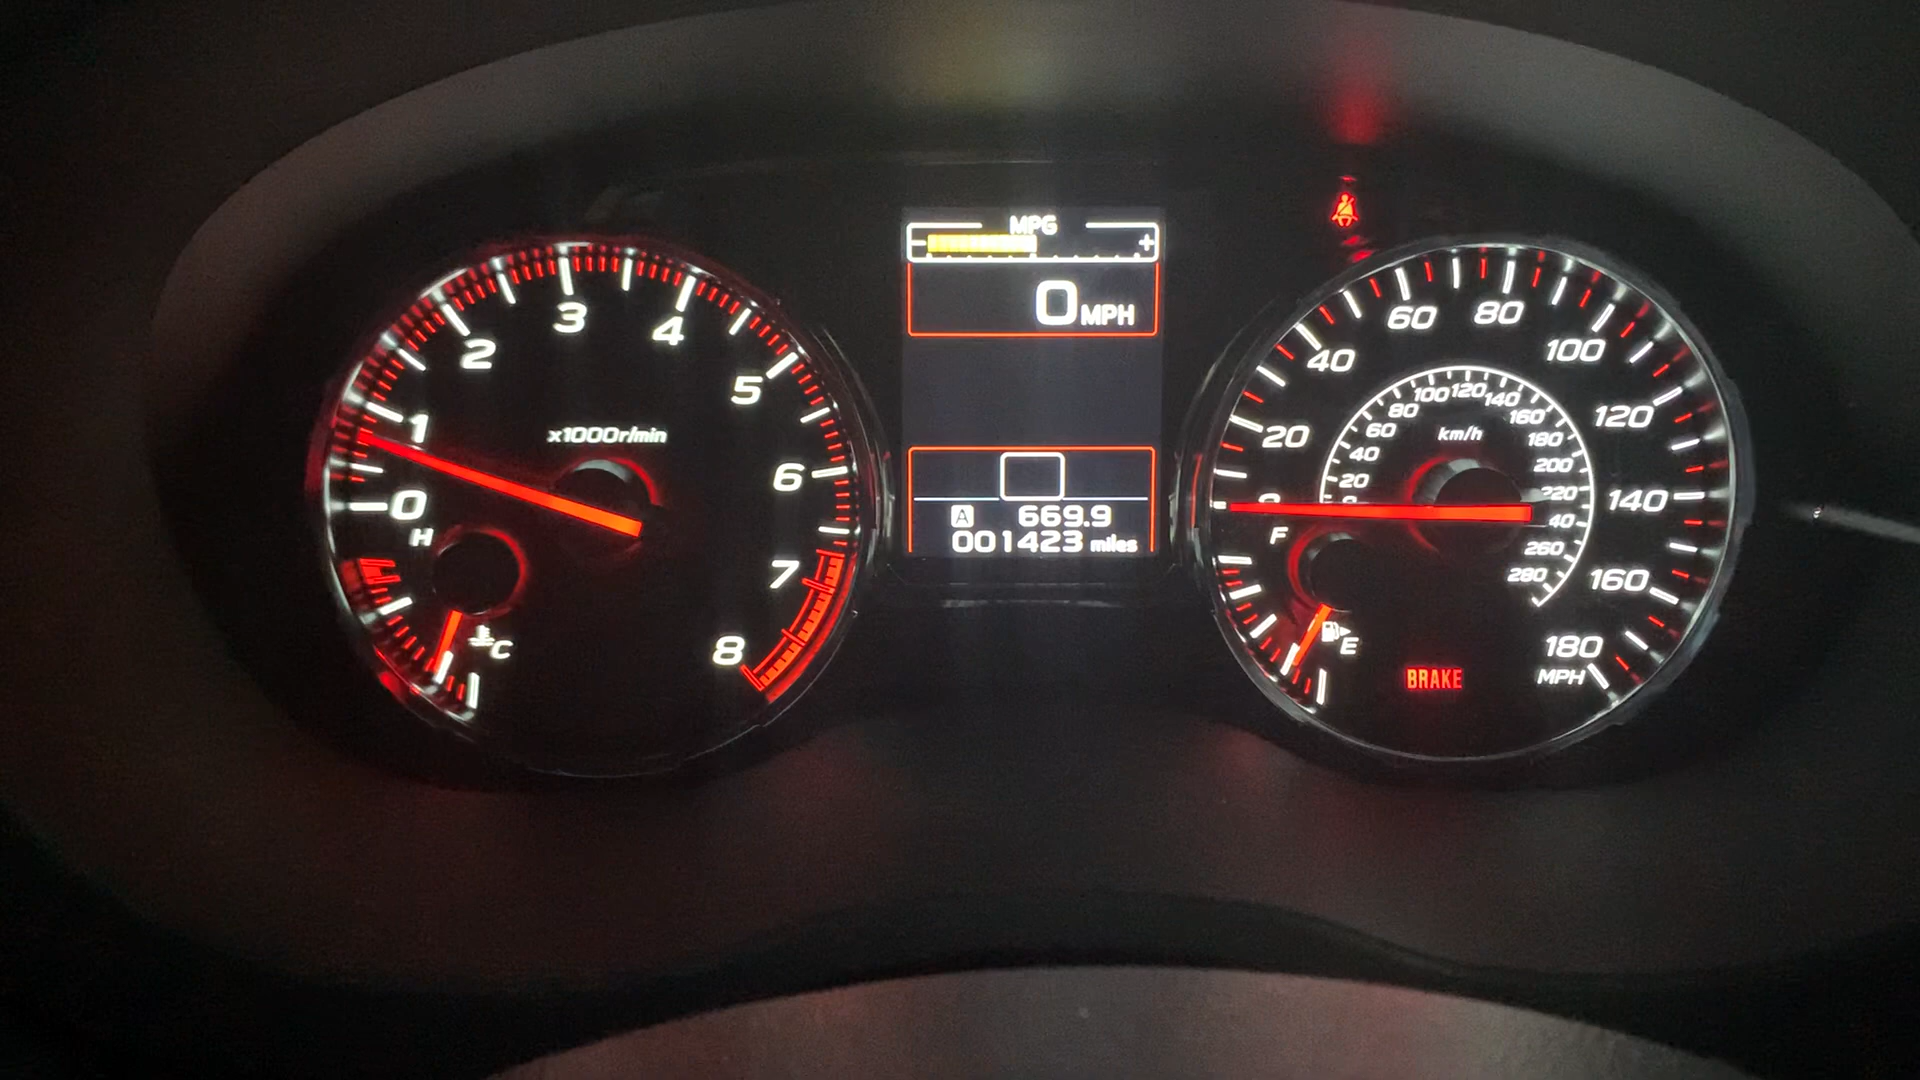 MPG
- +
0 MPH
A 669.9
001423 miles
0 1 2 3 4 5 6 7 8
x1000r/min
H
C
20 40 60 80 100 120 140 160 180
MPH
0 20 40 60 80 100 120 140 160 180 200 220 40 260 280
km/h
F
E
BRAKE